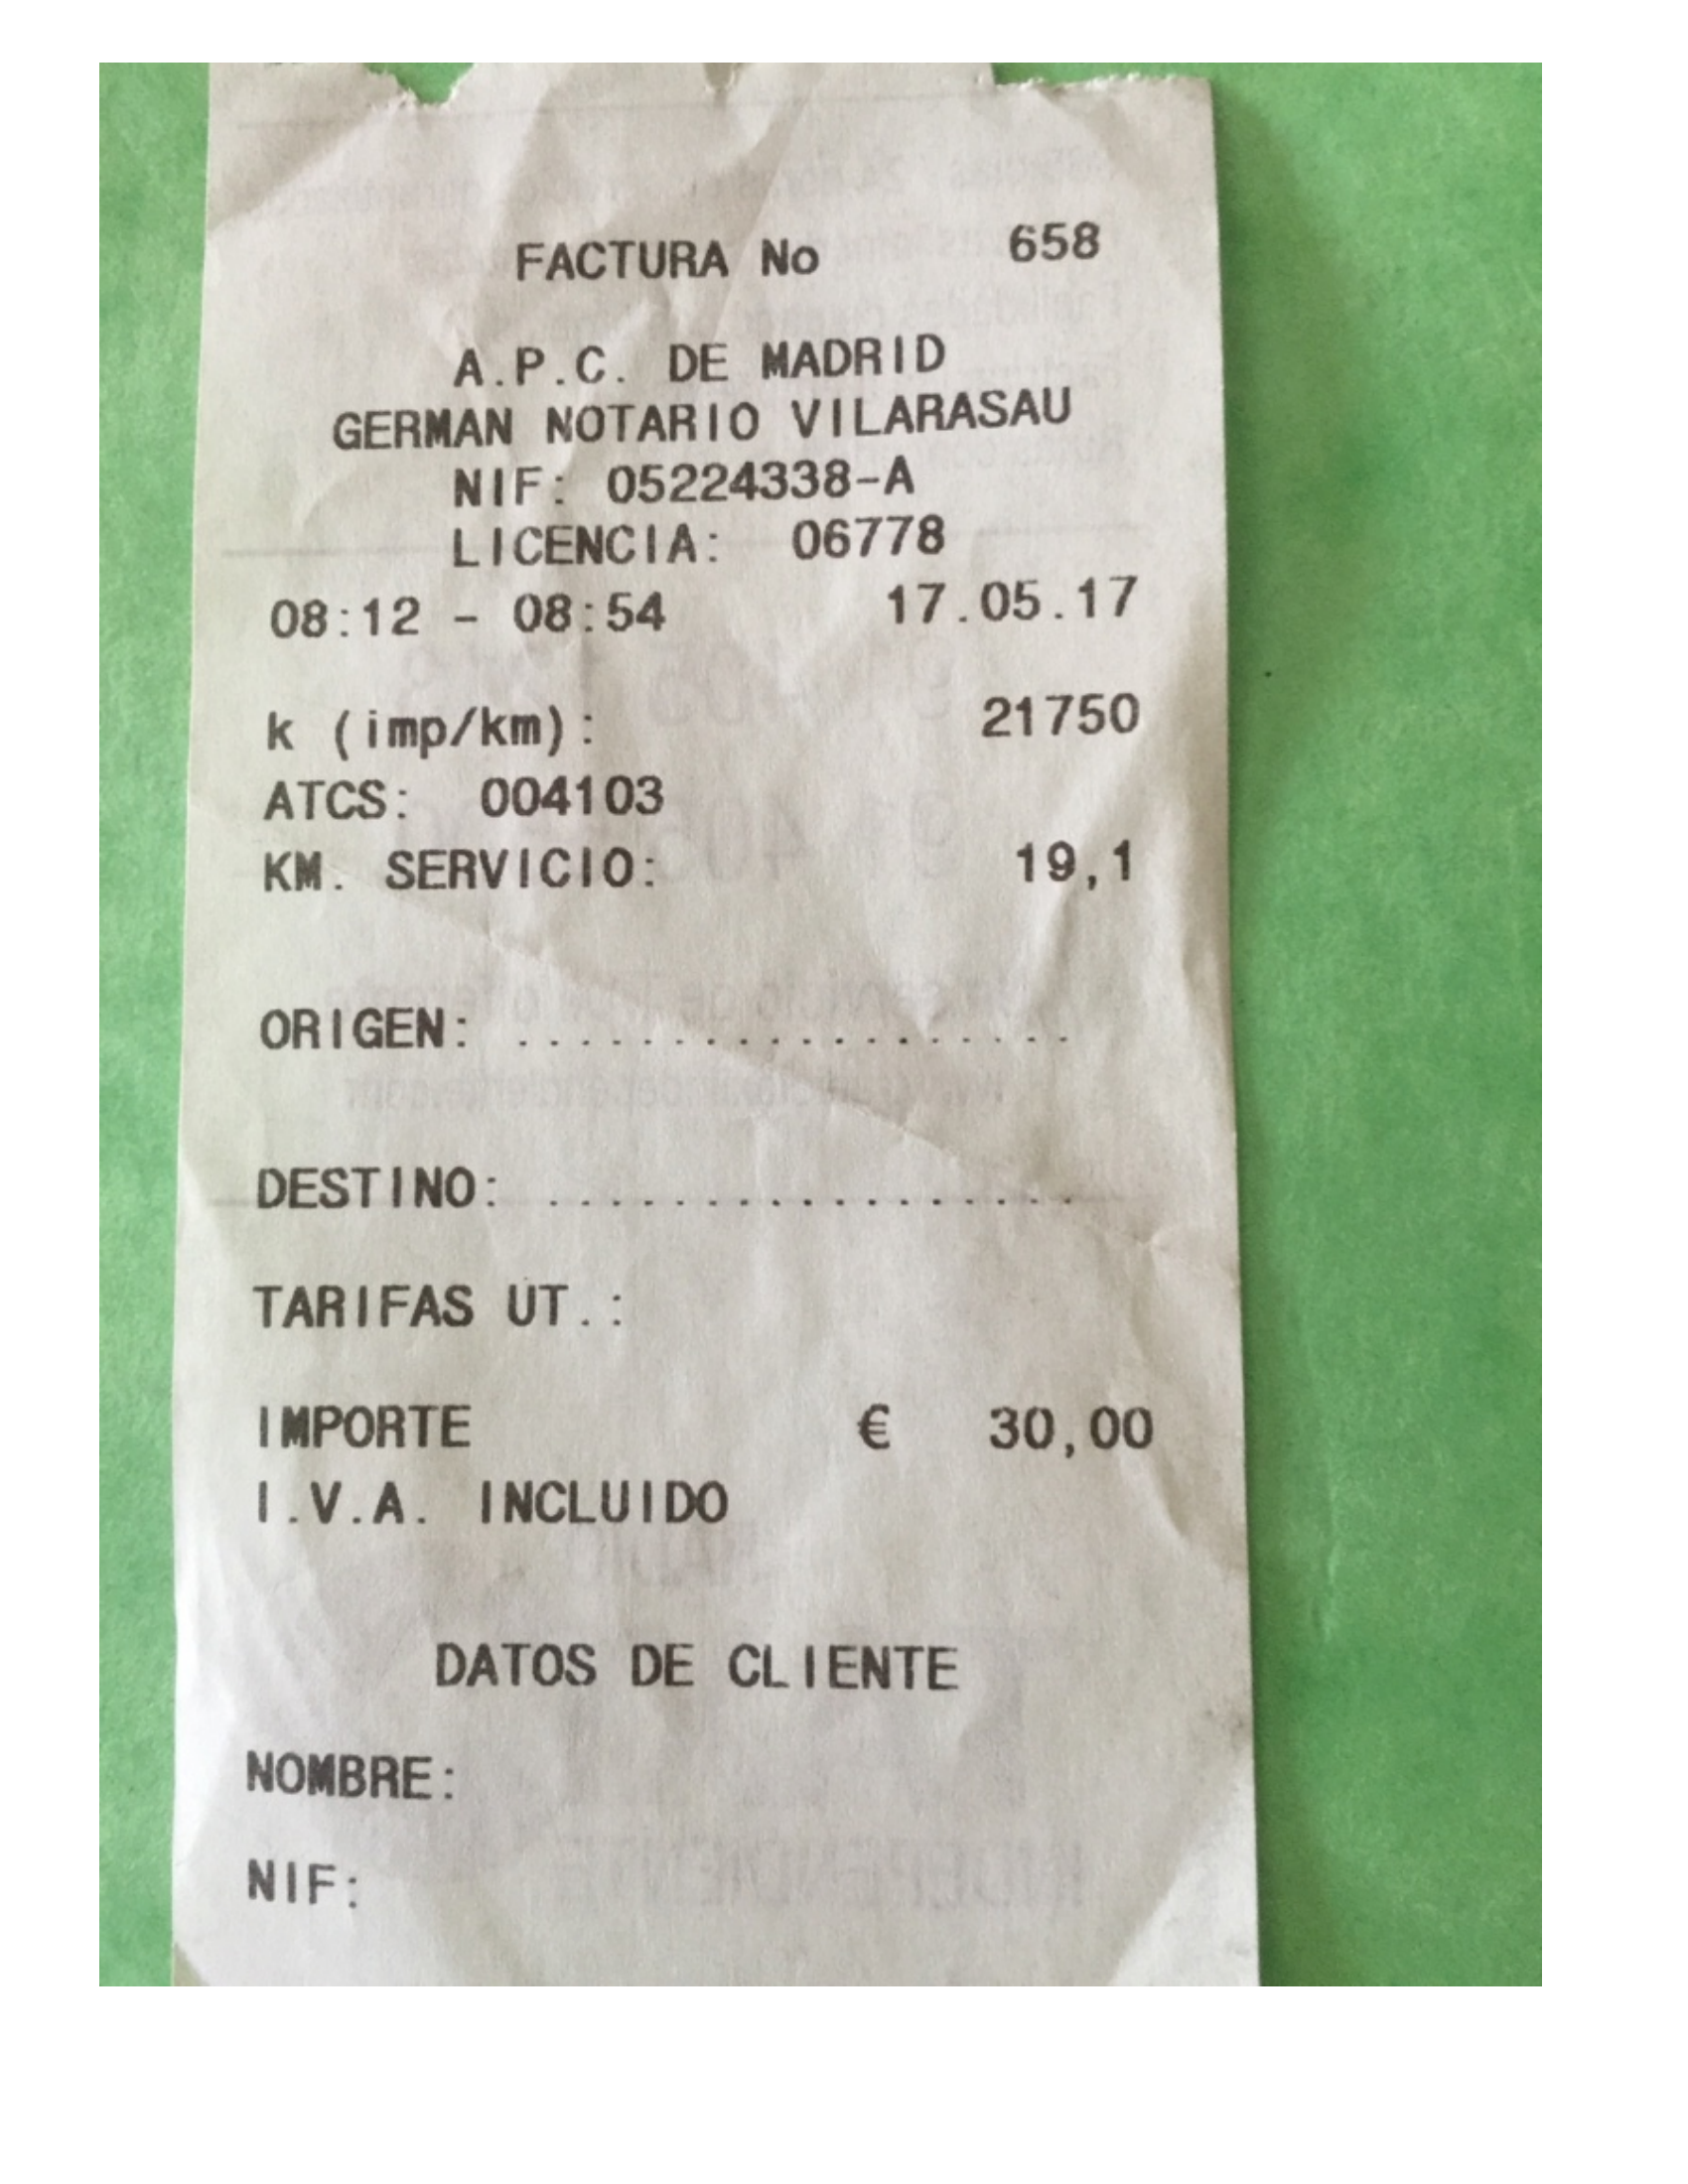 FACTURA No 658
A.P.C. DE MADRID
GERMAN NOTARIO VILARASAU
NIF: 05224338-A
LICENCIA: 06778
08:12 - 08:54 17.05.17
k (imp/km): 21750
ATCS: 004103
KM. SERVICIO: 19,1
ORIGEN: ..................
DESTINO: .................
TARIFAS UT.:
IMPORTE € 30,00
I.V.A. INCLUIDO
DATOS DE CLIENTE
NOMBRE:
NIF: